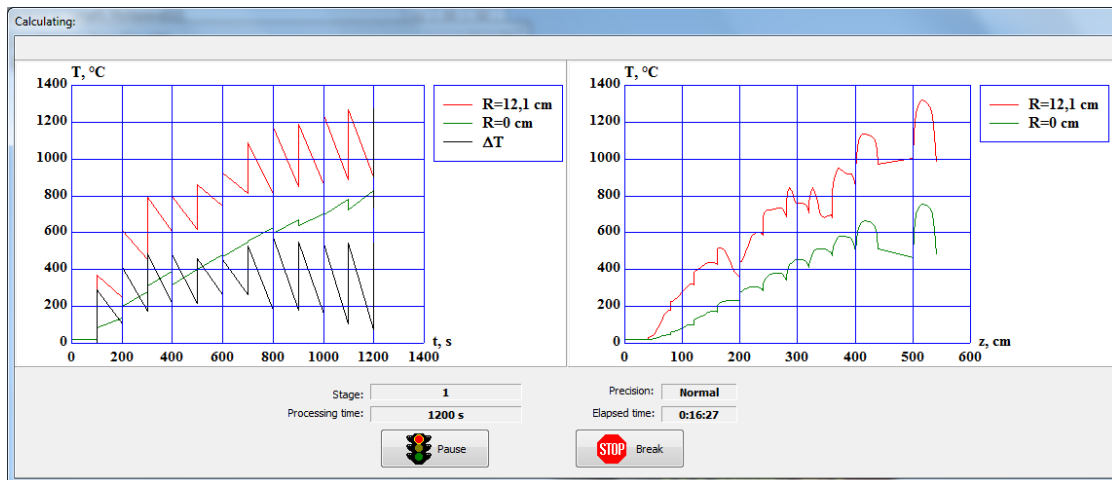 Calculating:
T, °C
1400
1200
1000
800
600
400
200
0
0 200 400 600 800 1000 1200 1400
t, s
R=12,1 cm
R=0 cm
ΔT
T, °C
1400
1200
1000
800
600
400
200
0
0 100 200 300 400 500 600
z, cm
R=12,1 cm
R=0 cm
Stage: 1
Precision: Normal
Processing time: 1200 s
Elapsed time: 0:16:27
Pause
STOP Break